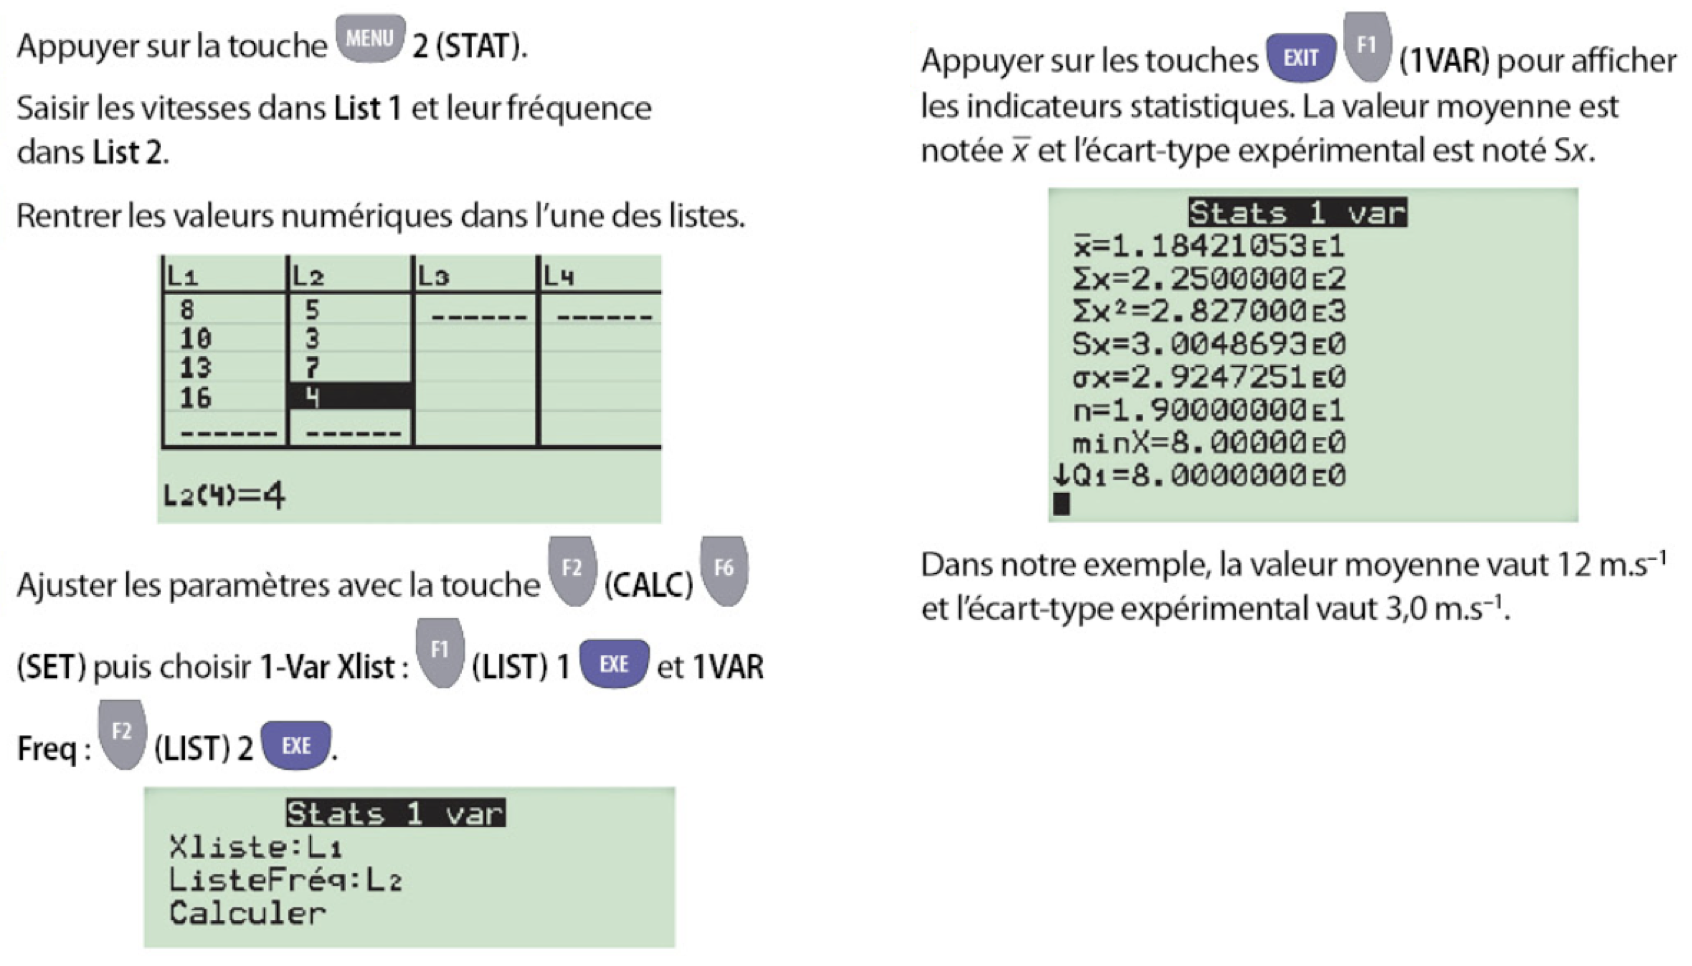 Appuyer sur la touche MENU 2 (STAT).
Saisir les vitesses dans List 1 et leur fréquence
dans List 2.
Rentrer les valeurs numériques dans l'une des listes.
L1 L2 L3 L4
8 5 ------ ------
10 3
13 7
16 4
------ ------
L2(4)=4
Ajuster les paramètres avec la touche F2 (CALC) F6
(SET) puis choisir 1-Var Xlist : F1 (LIST) 1 EXE et 1VAR
Freq : F2 (LIST) 2 EXE.
Stats 1 var
Xliste:L1
ListeFréq:L2
Calculer
Appuyer sur les touches EXIT F1 (1VAR) pour afficher
les indicateurs statistiques. La valeur moyenne est
notée x̅ et l'écart-type expérimental est noté Sx.
Stats 1 var
x̅=1.18421053E1
Σx=2.2500000E2
Σx²=2.827000E3
Sx=3.0048693E0
σx=2.9247251E0
n=1.90000000E1
minX=8.00000E0
↓Q1=8.0000000E0
Dans notre exemple, la valeur moyenne vaut 12 m.s⁻¹
et l'écart-type expérimental vaut 3,0 m.s⁻¹.